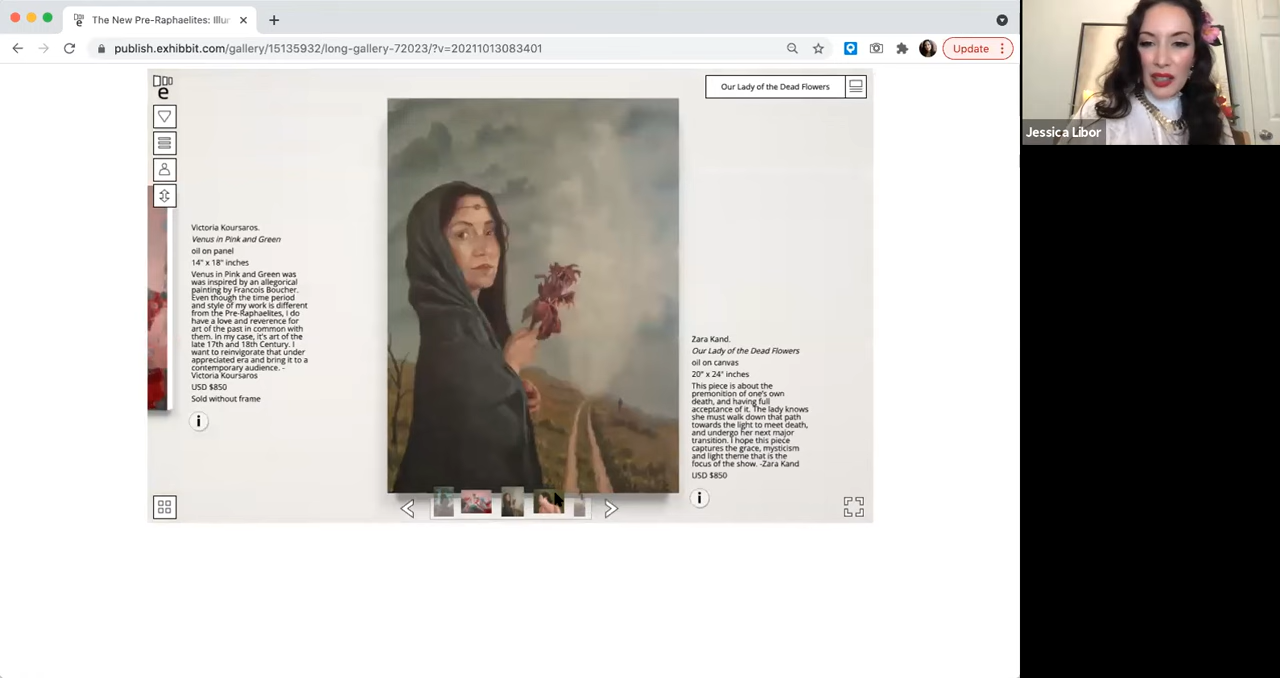 The New Pre-Raphaelites: Illur
publish.exhibbit.com/gallery/15135932/long-gallery-72023/?v=20211013083401
Update
e
Our Lady of the Dead Flowers
Victoria Koursaros.
Venus in Pink and Green
oil on panel
14" x 18" inches
Venus in Pink and Green was
was inspired by an allegorical
painting by Francois Boucher.
Even though the time period
and style of my work is different
from the Pre-Raphaelites, I do
have a love and reverence for
art of the past in common with
them. In my case, it's art of the
late 17th and 18th Century. I
want to reinvigorate that under
appreciated era and bring it to a
contemporary audience. -
Victoria Koursaros
USD $850
Sold without frame
i
Zara Kand.
Our Lady of the Dead Flowers
oil on canvas
20" x 24" inches
This piece is about the
premonition of one's own
death, and having full
acceptance of it. The lady knows
she must walk down that path
towards the light to meet death,
and undergo her next major
transition. I hope this piece
captures the grace, mysticism
and light theme that is the
focus of the show. -Zara Kand
USD $850
i
Jessica Libor